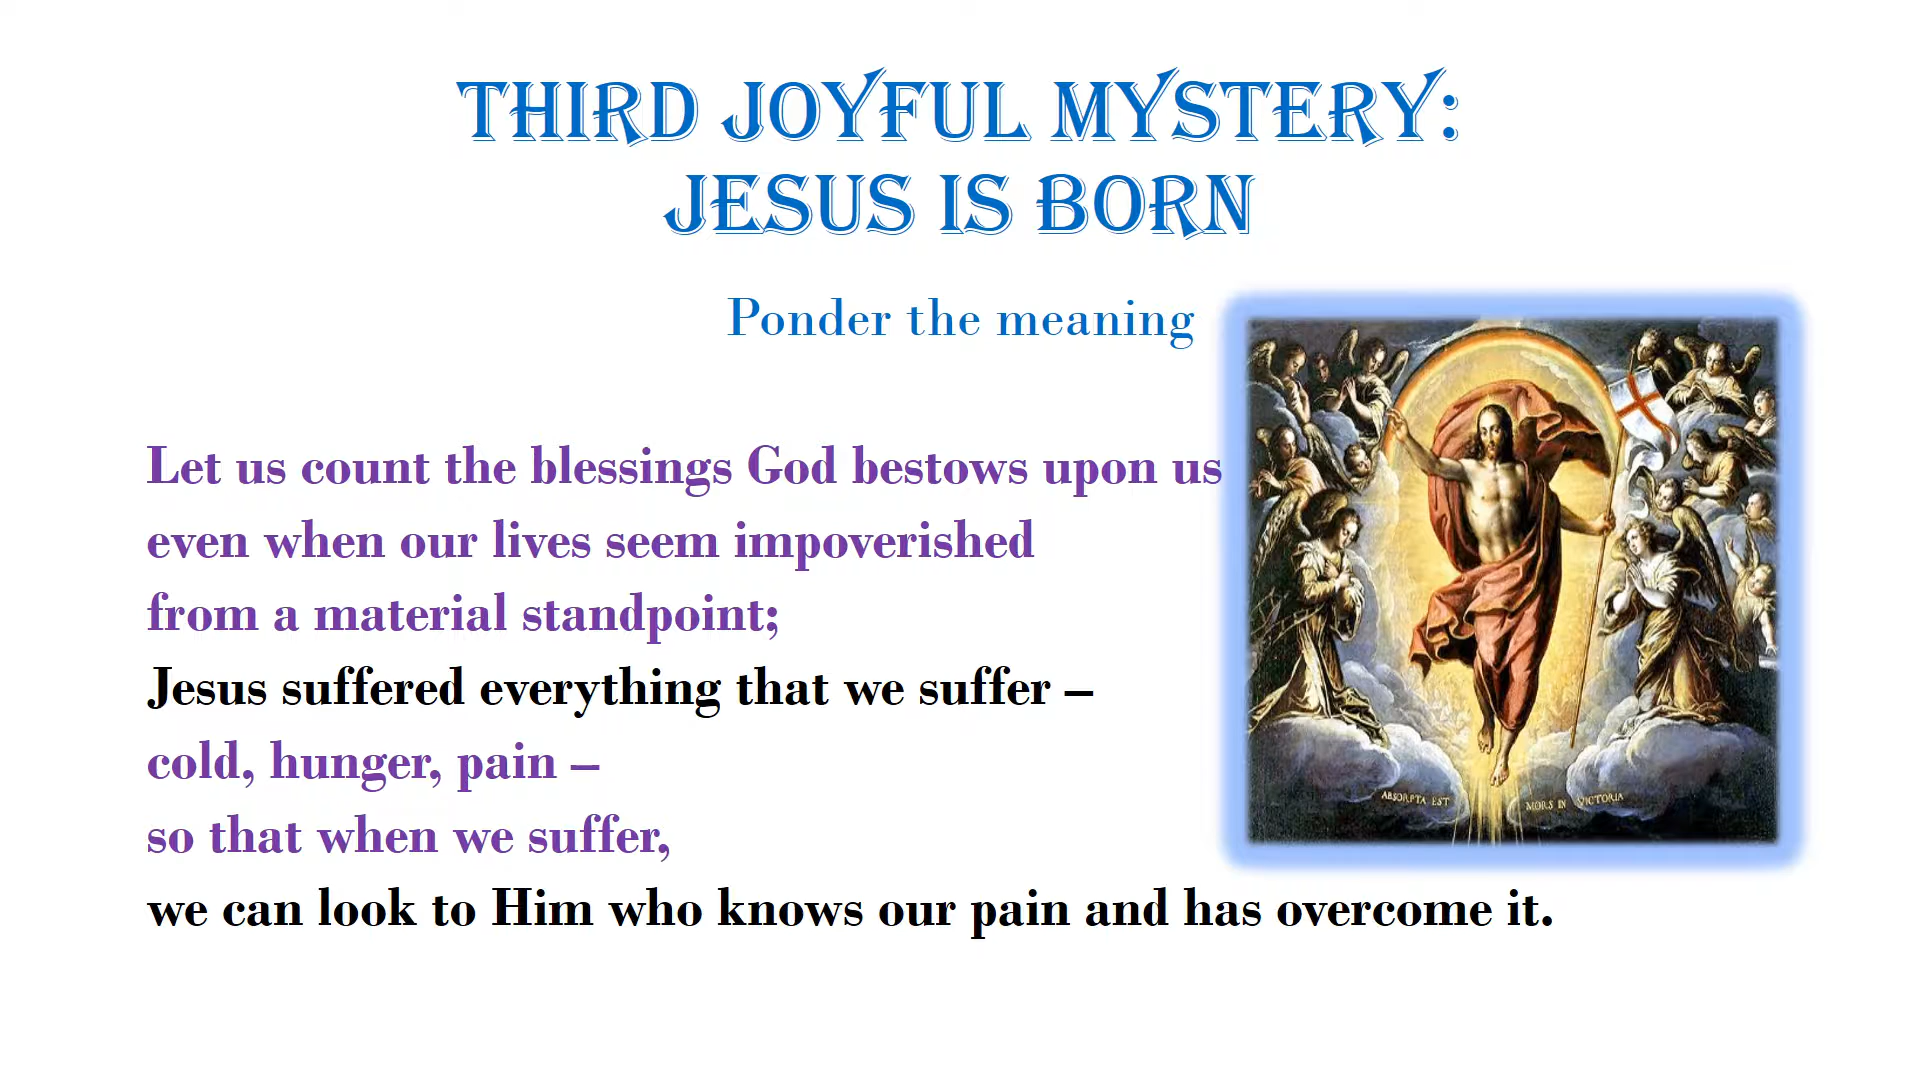 THIRD JOYFUL MYSTERY:
JESUS IS BORN
Ponder the meaning
Let us count the blessings God bestows upon us
even when our lives seem impoverished
from a material standpoint;
Jesus suffered everything that we suffer –
cold, hunger, pain –
so that when we suffer,
we can look to Him who knows our pain and has overcome it.
ABSORPTA EST MORS IN VICTORIA